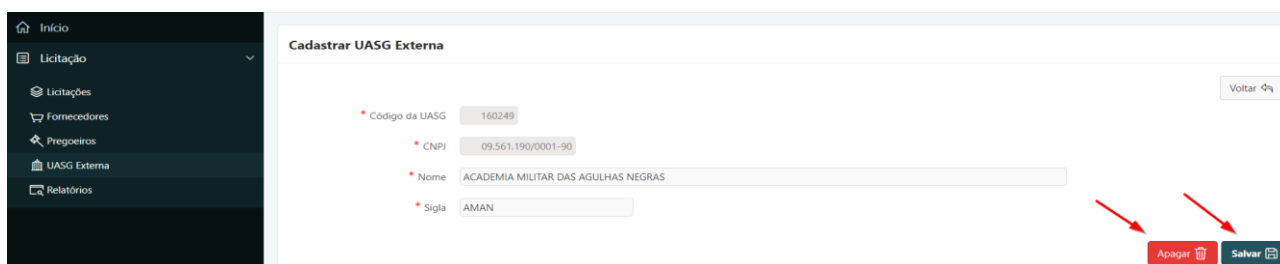 Início
Licitação
Licitações
Fornecedores
Pregoeiros
UASG Externa
Relatórios
Cadastrar UASG Externa
Voltar
* Código da UASG 160249
* CNPJ 09.561.190/0001-90
* Nome ACADEMIA MILITAR DAS AGULHAS NEGRAS
* Sigla AMAN
Apagar Salvar